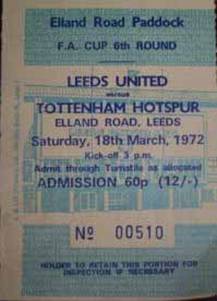 Elland Road Paddock
F.A. CUP 6th ROUND
LEEDS UNITED
versus
TOTTENHAM HOTSPUR
ELLAND ROAD, LEEDS
Saturday, 18th March, 1972
Kick-off 3 p.m.
Admit through Turnstile as allocated
ADMISSION 60p (12/-)
Nº 00510
HOLDER TO RETAIN THIS PORTION FOR
INSPECTION IF NECESSARY